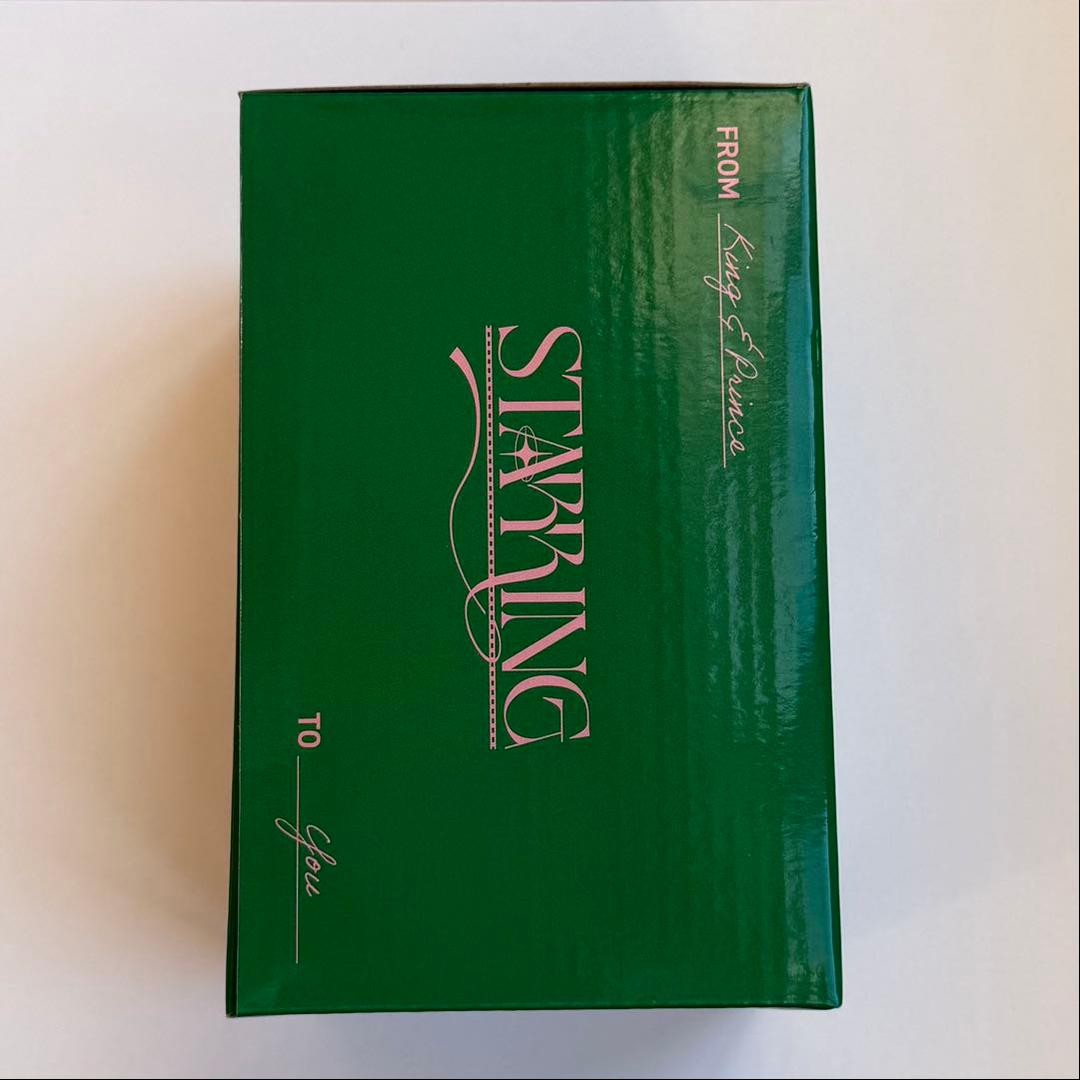 FROM King & Prince
STARRING
TO You